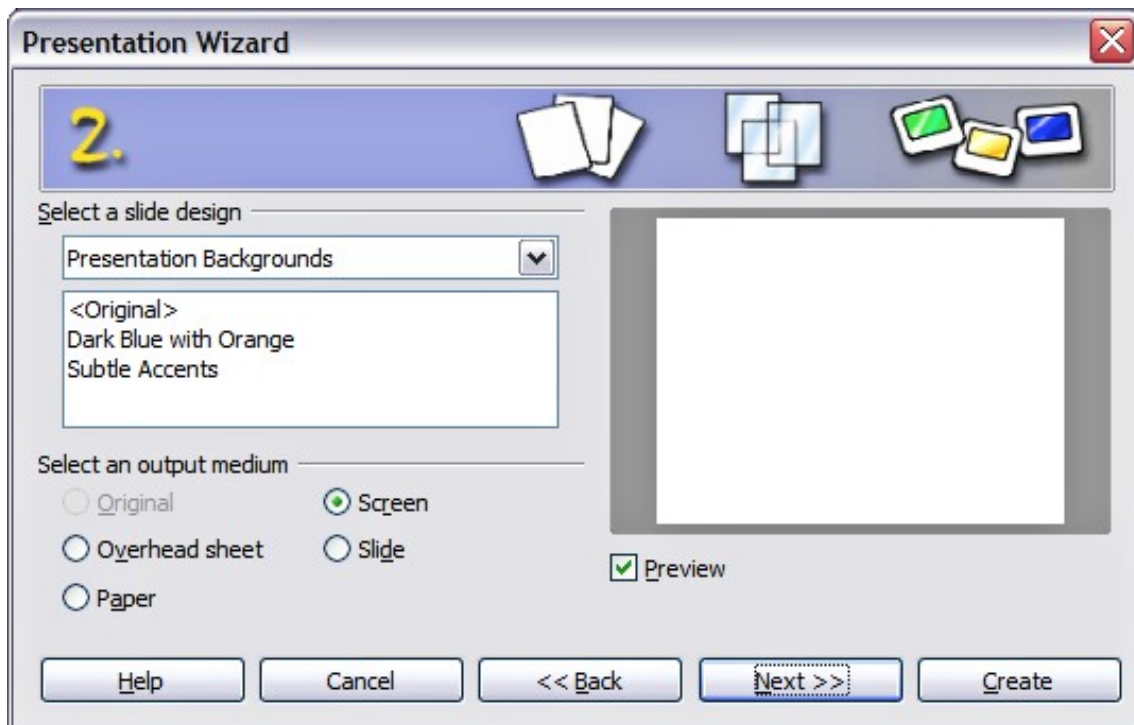 Presentation Wizard
2.
Select a slide design
Presentation Backgrounds
<Original>
Dark Blue with Orange
Subtle Accents
Select an output medium
Original
Screen
Overhead sheet
Slide
Paper
Preview
Help
Cancel
<< Back
Next >>
Create